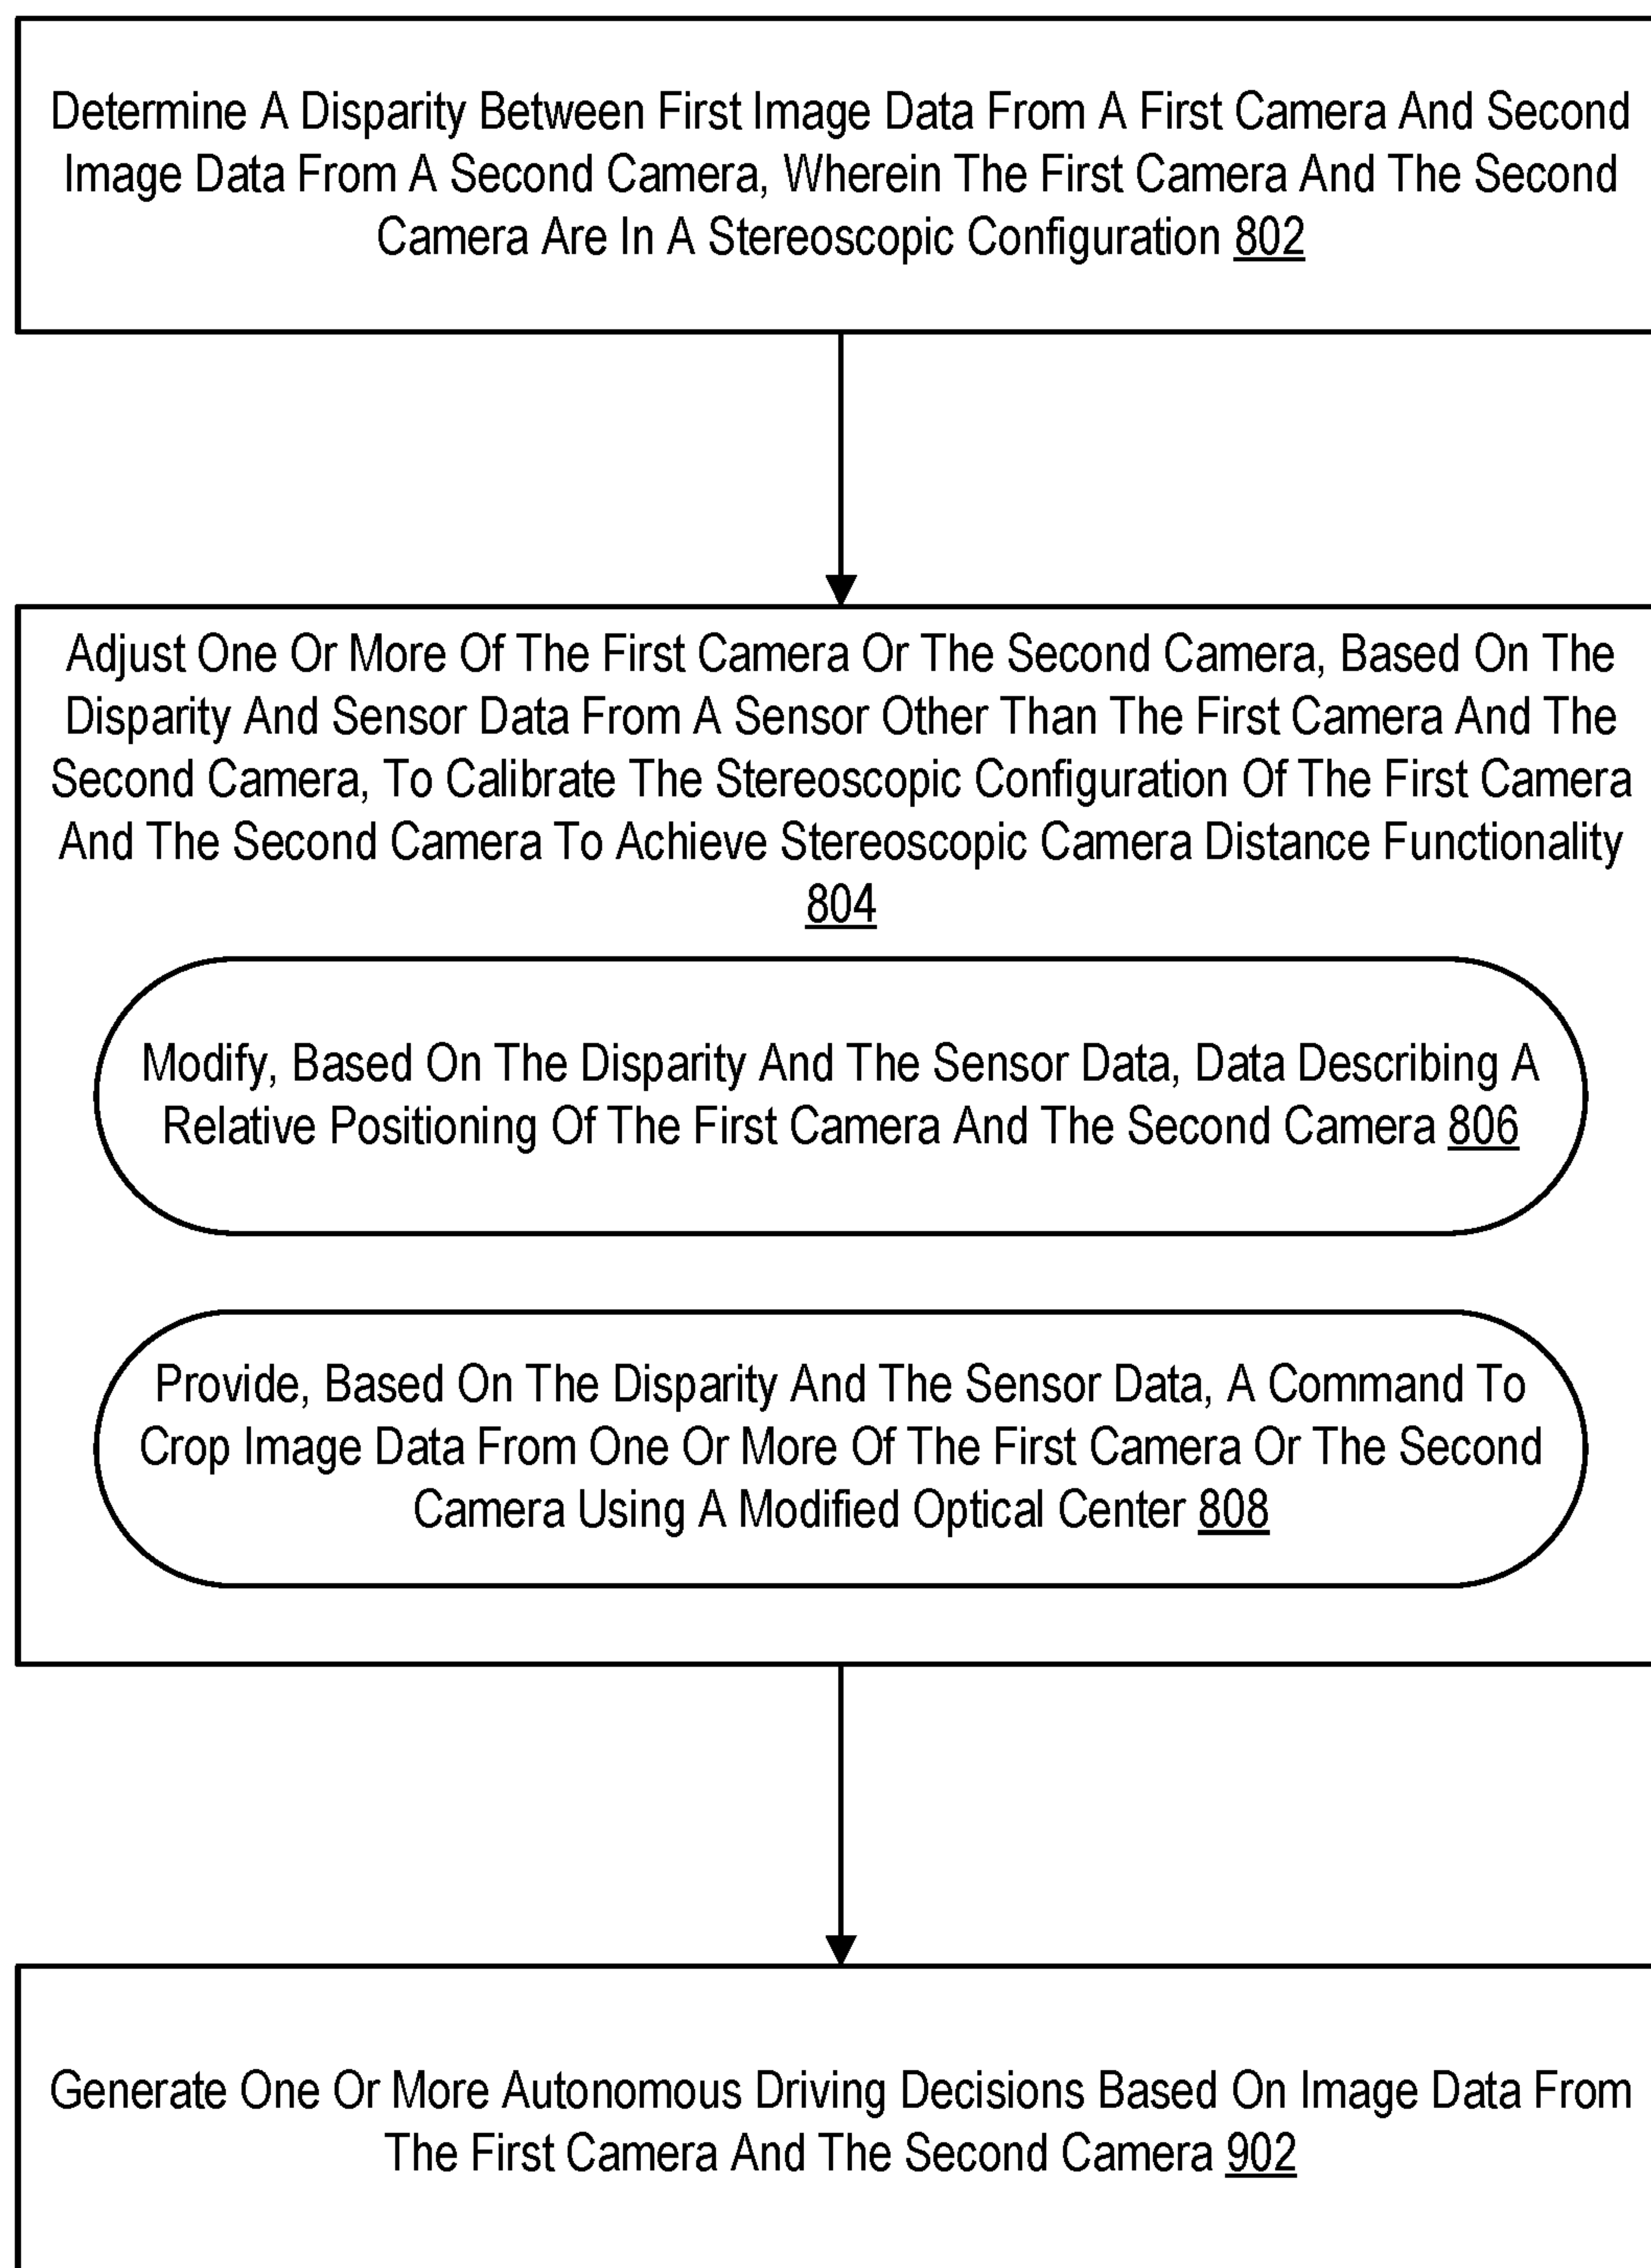 Determine A Disparity Between First Image Data From A First Camera And Second
Image Data From A Second Camera, Wherein The First Camera And The Second
Camera Are In A Stereoscopic Configuration 802
Adjust One Or More Of The First Camera Or The Second Camera, Based On The
Disparity And Sensor Data From A Sensor Other Than The First Camera And The
Second Camera, To Calibrate The Stereoscopic Configuration Of The First Camera
And The Second Camera To Achieve Stereoscopic Camera Distance Functionality
804
Modify, Based On The Disparity And The Sensor Data, Data Describing A
Relative Positioning Of The First Camera And The Second Camera 806
Provide, Based On The Disparity And The Sensor Data, A Command To
Crop Image Data From One Or More Of The First Camera Or The Second
Camera Using A Modified Optical Center 808
Generate One Or More Autonomous Driving Decisions Based On Image Data From
The First Camera And The Second Camera 902